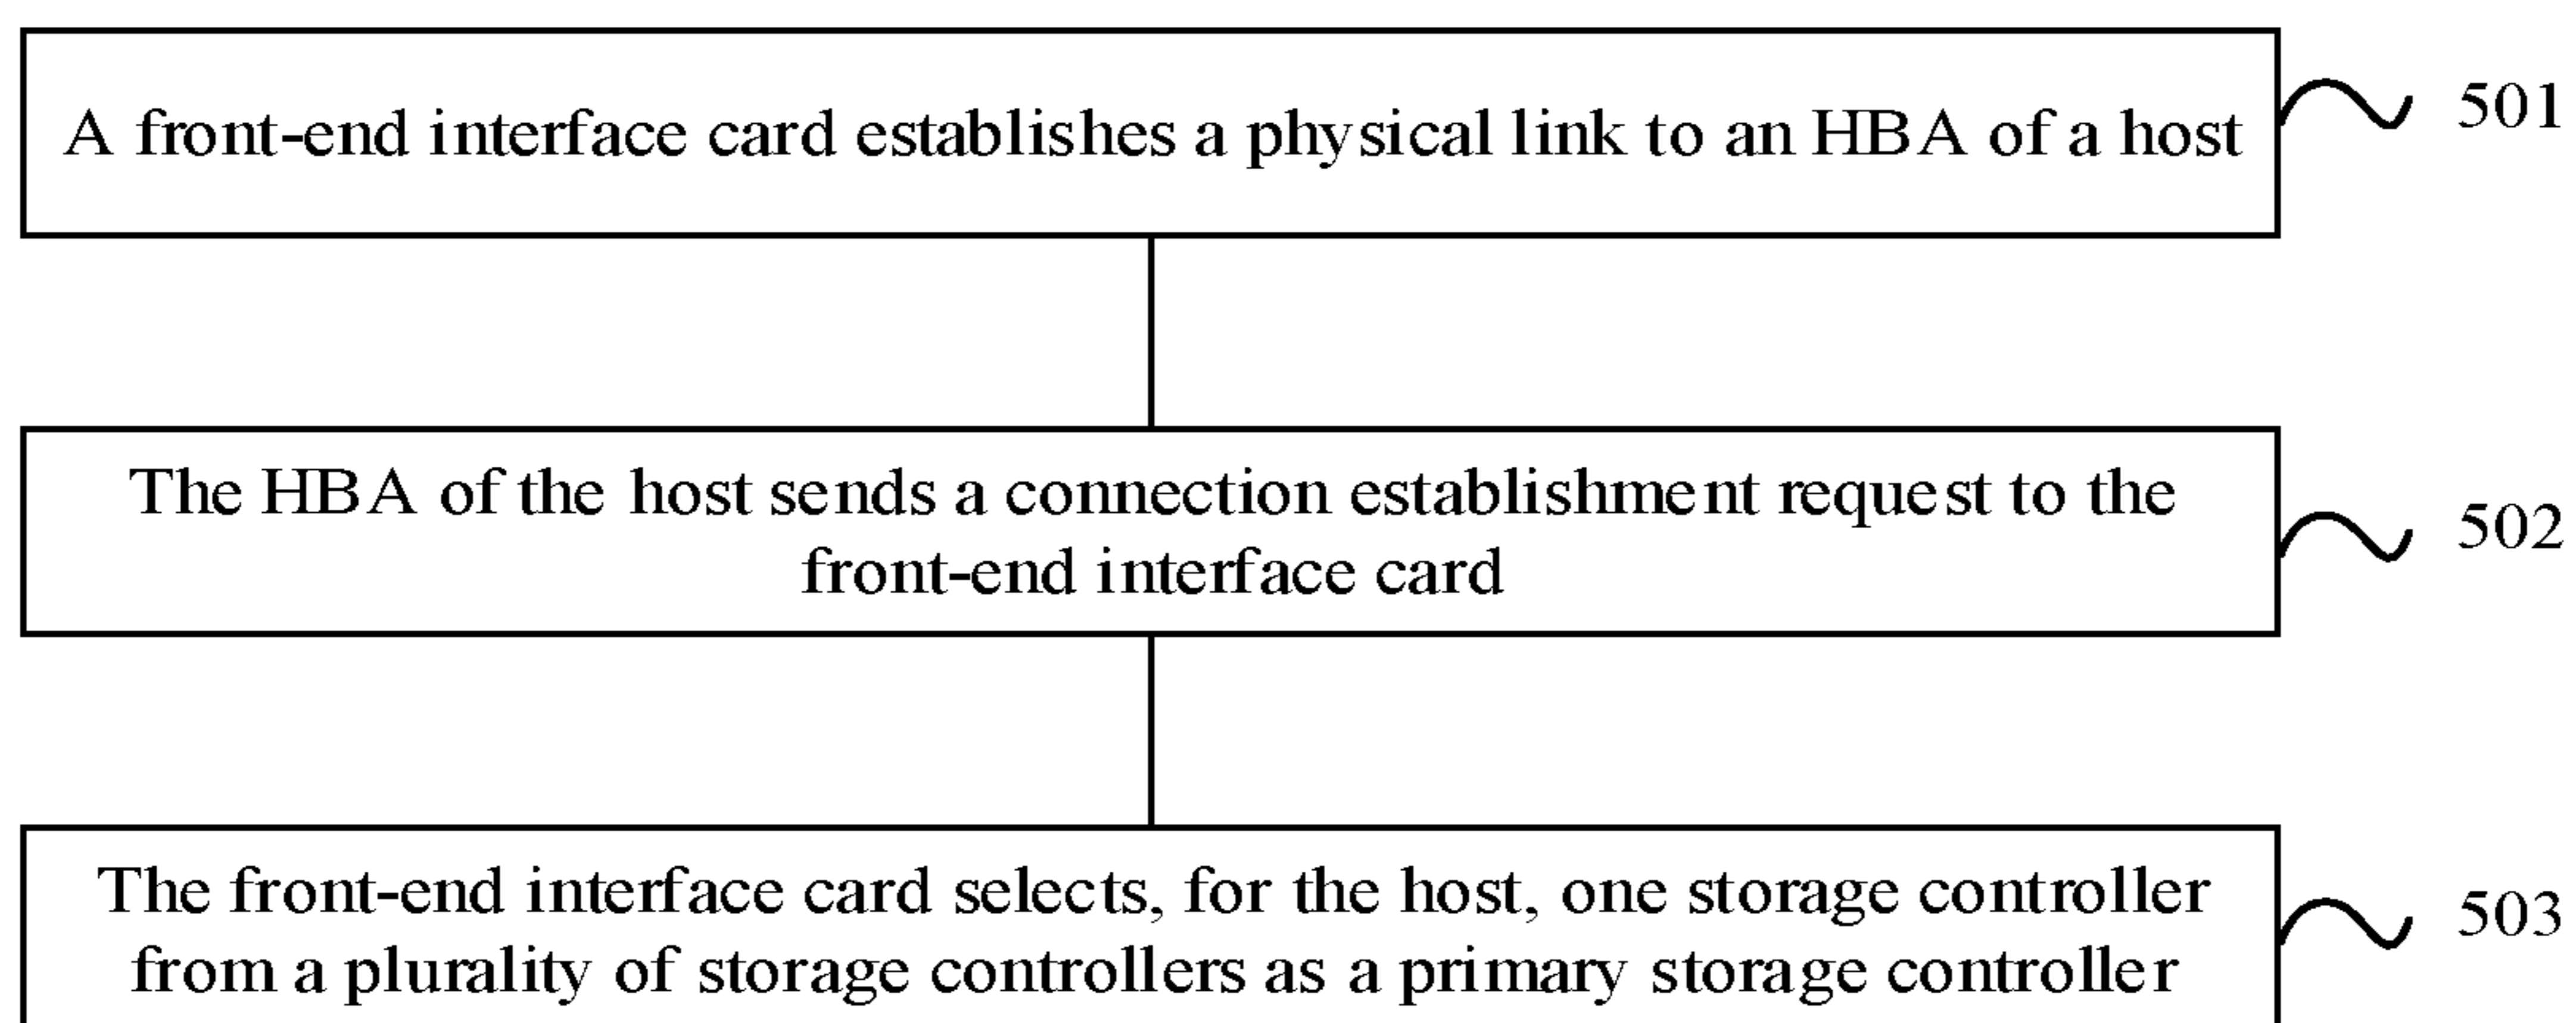 A front-end interface card establishes a physical link to an HBA of a host
501
The HBA of the host sends a connection establishment request to the
front-end interface card
502
The front-end interface card selects, for the host, one storage controller
from a plurality of storage controllers as a primary storage controller
503